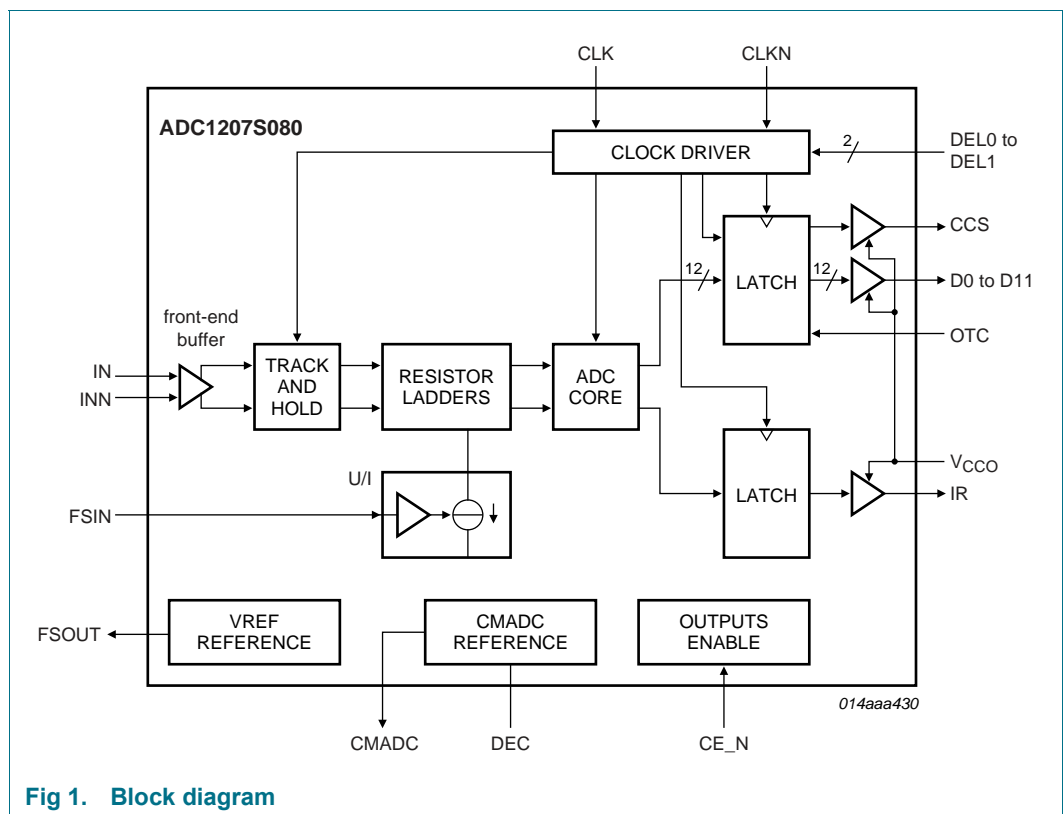 CLK
CLKN
ADC1207S080
CLOCK DRIVER
2
DEL0 to
DEL1
CCS
12
LATCH
12
D0 to D11
OTC
front-end
buffer
IN
INN
TRACK
AND
HOLD
RESISTOR
LADDERS
ADC
CORE
U/I
FSIN
LATCH
VCCO
IR
FSOUT
VREF
REFERENCE
CMADC
REFERENCE
OUTPUTS
ENABLE
014aaa430
CMADC
DEC
CE_N
Fig 1. Block diagram